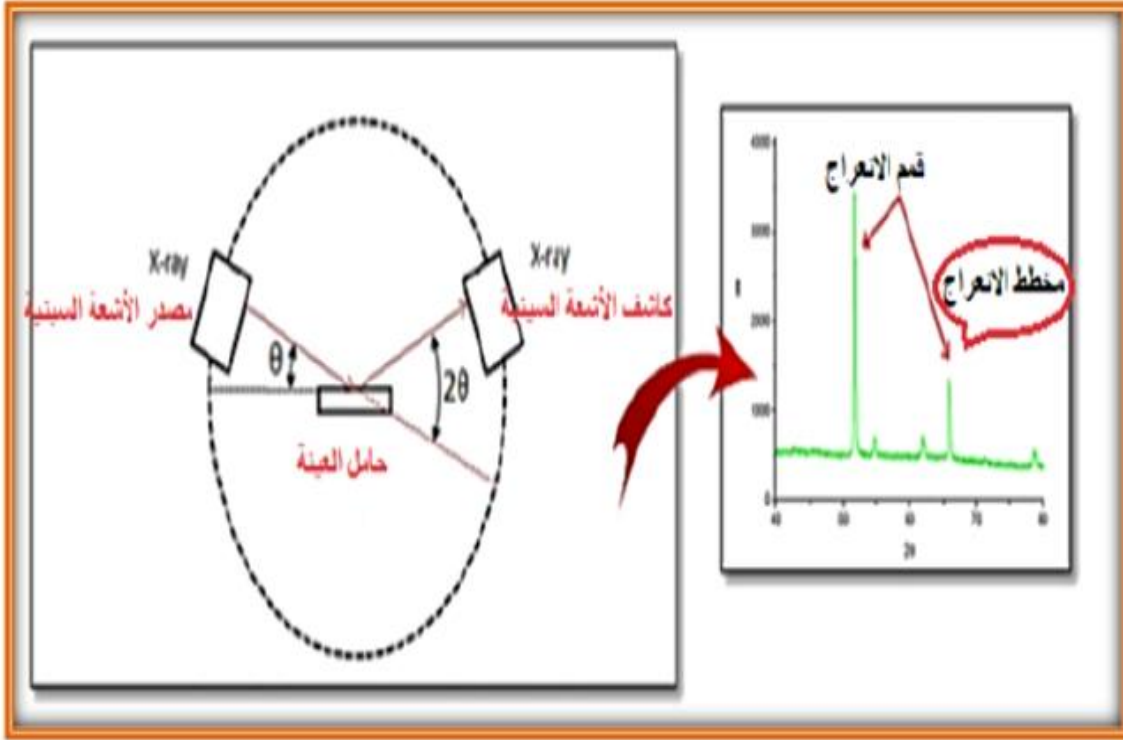 X-ray
مصدر الأشعة السينية
X-ray
كاشف الأشعة السينية
θ
2θ
حامل العينة
قمم الانعراج
مخطط الانعراج
4000
3000
2000
1000
0
40
50
60
70
80
2θ